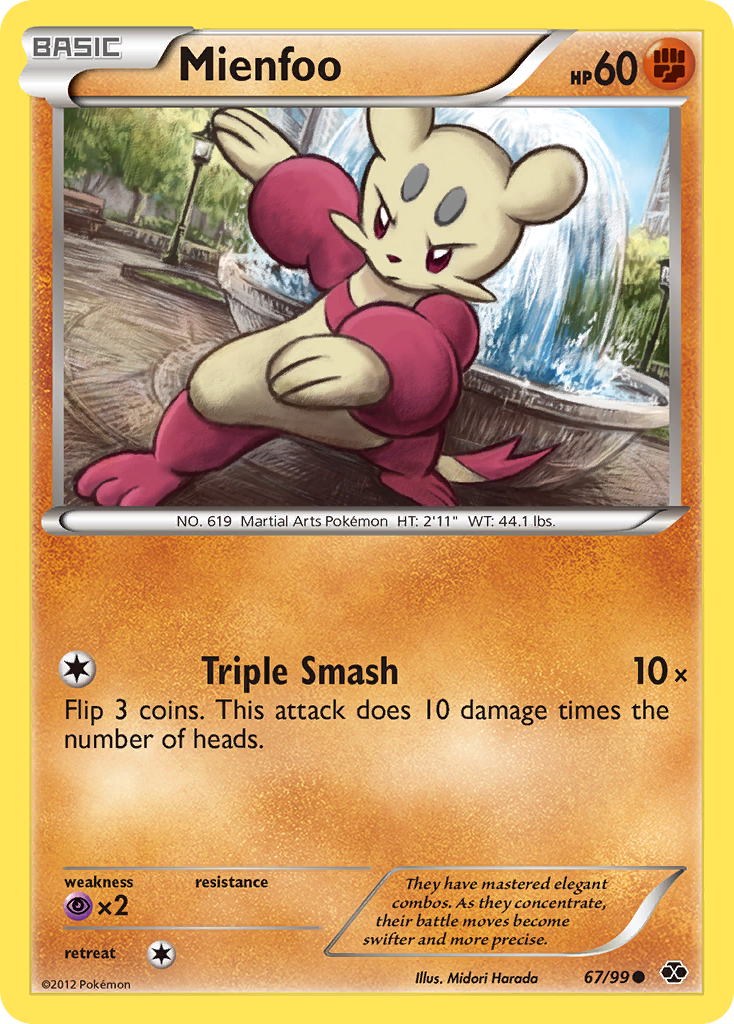 BASIC
Mienfoo
HP60
NO. 619 Martial Arts Pokémon HT: 2'11" WT: 44.1 lbs.
Triple Smash 10×
Flip 3 coins. This attack does 10 damage times the
number of heads.
weakness resistance
×2
retreat
They have mastered elegant
combos. As they concentrate,
their battle moves become
swifter and more precise.
©2012 Pokémon
Illus. Midori Harada
67/99